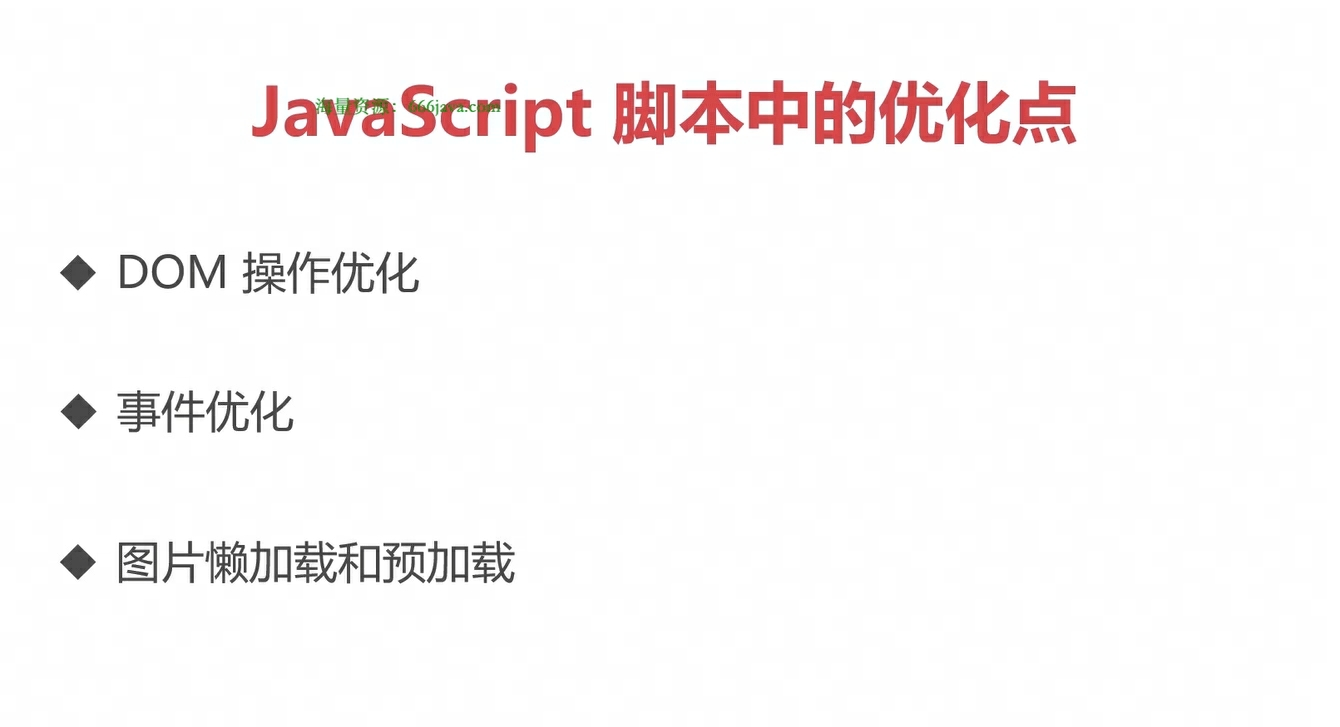 JavaScript 脚本中的优化点
海量资源：666java.com
◆ DOM 操作优化
◆ 事件优化
◆ 图片懒加载和预加载